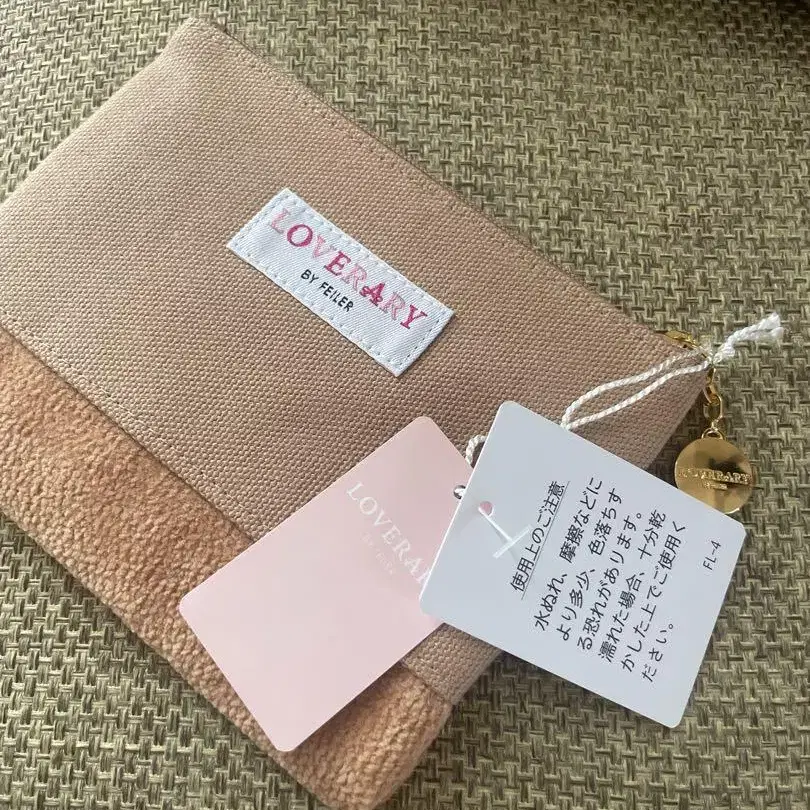 LOVERARY
BY FEILER
LOVERAR
BY FEILER
使用上のご注意
水ぬれ、摩擦などに
より多少、色落ちす
る恐れがあります。
濡れた場合、十分乾
かした上でご使用く
ださい。
FL-4
LOVERARY